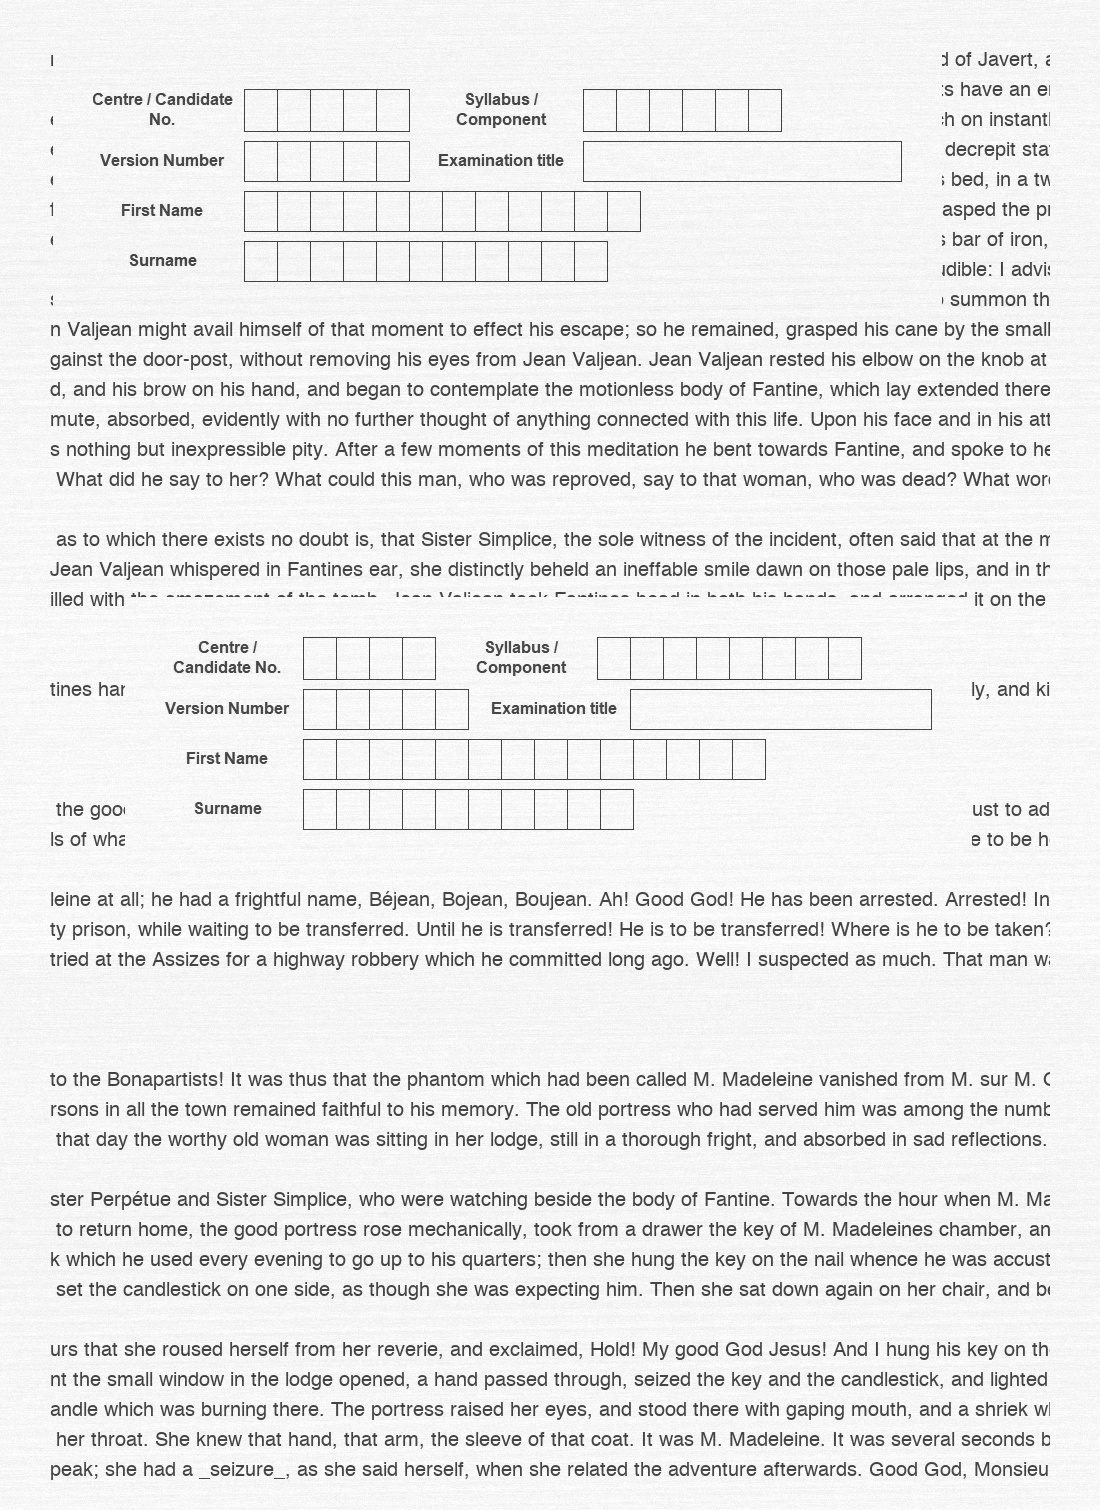 d of Javert,
have an
Centre / Candidate No.
Syllabus / Component
on instantl
Version Number
Examination title
decrepit
bed, in a
First Name
the
bar of iron,
Surname
I
summon
n Valjean might avail himself of that moment to effect his escape; so he remained, grasped his cane by the small
gainst the door-post, without removing his eyes from Jean Valjean. Jean Valjean rested his elbow on the knob at
d, and his brow on his hand, and began to contemplate the motionless body of Fantine, which lay extended there
mute, absorbed, evidently with no further thought of anything connected with this life. Upon his face and in his att
s nothing but inexpressible pity. After a few moments of this meditation he bent towards Fantine, and spoke to he
What did he say to her? What could this man, who was reproved, say to that woman, who was dead? What
as to which there exists no doubt is, that Sister Simplice, the sole witness of the incident, often said that at the
Jean Valjean whispered in Fantines ear, she distinctly beheld an ineffable smile dawn on those pale lips, and in th
illed with the amazement of the tomb. Jean Valjean took Fantines head in both his hands, and arranged it on the
Centre / Candidate No.
Syllabus / Component
tines
ly, and ki
Version Number
Examination title
First Name
Surname
the
ust to ad
ls of
to be
leine at all; he had a frightful name, Béjean, Bojean, Boujean. Ah! Good God! He has been arrested. Arrested! In
ty prison, while waiting to be transferred. Until he is transferred! He is to be transferred! Where is he to be taken?
tried at the Assizes for a highway robbery which he committed long ago. Well! I suspected as much. That man
to the Bonapartists! It was thus that the phantom which had been called M. Madeleine vanished from M. sur M.
rsons in all the town remained faithful to his memory. The old portress who had served him was among the numb
that day the worthy old woman was sitting in her lodge, still in a thorough fright, and absorbed in sad reflections.
ster Perpétue and Sister Simplice, who were watching beside the body of Fantine. Towards the hour when M. Ma
to return home, the good portress rose mechanically, took from a drawer the key of M. Madeleines chamber, an
k which he used every evening to go up to his quarters; then she hung the key on the nail whence he was accust
set the candlestick on one side, as though she was expecting him. Then she sat down again on her chair, and
urs that she roused herself from her reverie, and exclaimed, Hold! My good God Jesus! And I hung his key on th
nt the small window in the lodge opened, a hand passed through, seized the key and the candlestick, and lighted
andle which was burning there. The portress raised her eyes, and stood there with gaping mouth, and a shriek
her throat. She knew that hand, that arm, the sleeve of that coat. It was M. Madeleine. It was several seconds b
peak; she had a _seizure_, as she said herself, when she related the adventure afterwards. Good God, Monsieu